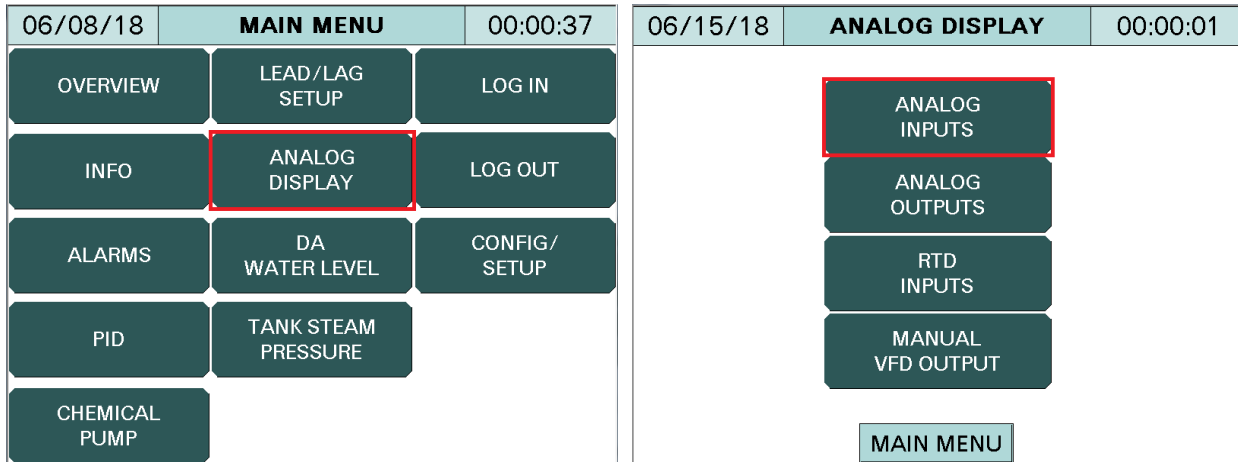 06/08/18 MAIN MENU 00:00:37
OVERVIEW
LEAD/LAG
SETUP
LOG IN
INFO
ANALOG
DISPLAY
LOG OUT
ALARMS
DA
WATER LEVEL
CONFIG/
SETUP
PID
TANK STEAM
PRESSURE
CHEMICAL
PUMP
06/15/18 ANALOG DISPLAY 00:00:01
ANALOG
INPUTS
ANALOG
OUTPUTS
RTD
INPUTS
MANUAL
VFD OUTPUT
MAIN MENU